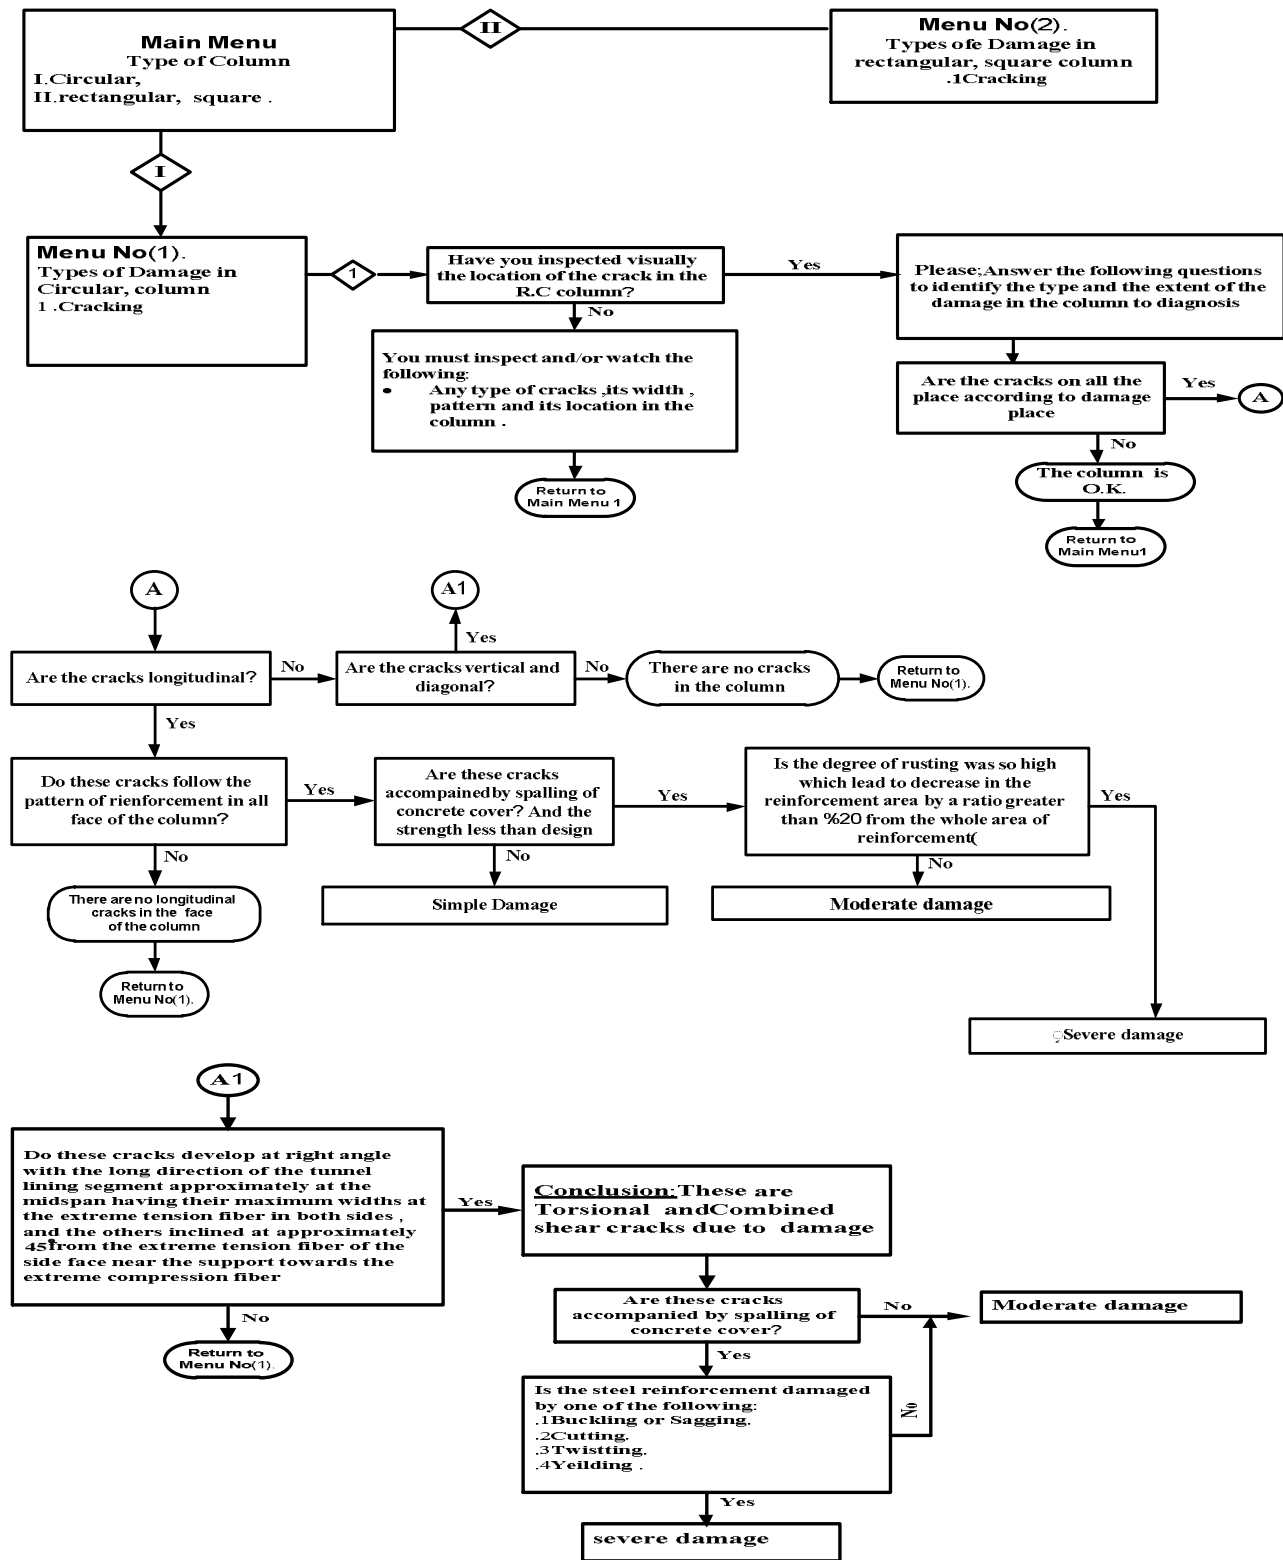 Main Menu
Type of Column
I.Circular,
II.rectangular, square .
II
Menu No(2).
Types ofe Damage in
rectangular, square column
.1Cracking
I
Menu No(1).
Types of Damage in
Circular, column
1 .Cracking
1
Have you inspected visually
the location of the crack in the
R.C column?
Yes
Please;Answer the following questions
to identify the type and the extent of the
damage in the column to diagnosis
No
You must inspect and/or watch the
following:
• Any type of cracks ,its width ,
pattern and its location in the
column .
Return to
Main Menu 1
Are the cracks on all the
place according to damage
place
Yes
A
No
The column is
O.K.
Return to
Main Menu1
A
A1
Yes
Are the cracks longitudinal?
No
Are the cracks vertical and
diagonal?
No
There are no cracks
in the column
Return to
Menu No(1).
Yes
Do these cracks follow the
pattern of rienforcement in all
face of the column?
Yes
Are these cracks
accompainedby spalling of
concrete cover? And the
strength less than design
Yes
Is the degree of rusting was so high
which lead to decrease in the
reinforcement area by a ratio greater
than %20 from the whole area of
reinforcement(
Yes
No
No
No
There are no longitudinal
cracks in the face
of the column
Simple Damage
Moderate damage
Return to
Menu No(1).
Severe damage
A1
Do these cracks develop at right angle
with the long direction of the tunnel
lining segment approximately at the
midspan having their maximum widths at
the extreme tension fiber in both sides ,
and the others inclined at approximately
45°from the extreme tension fiber of the
side face near the support towards the
extreme compression fiber
Yes
Conclusion:These are
Torsional andCombined
shear cracks due to damage
No
Return to
Menu No(1).
Are these cracks
accompanied by spalling of
concrete cover?
No
Moderate damage
Yes
Is the steel reinforcement damaged
by one of the following:
.1Buckling or Sagging.
.2Cutting.
.3Twistting.
.4Yeilding .
No
Yes
severe damage